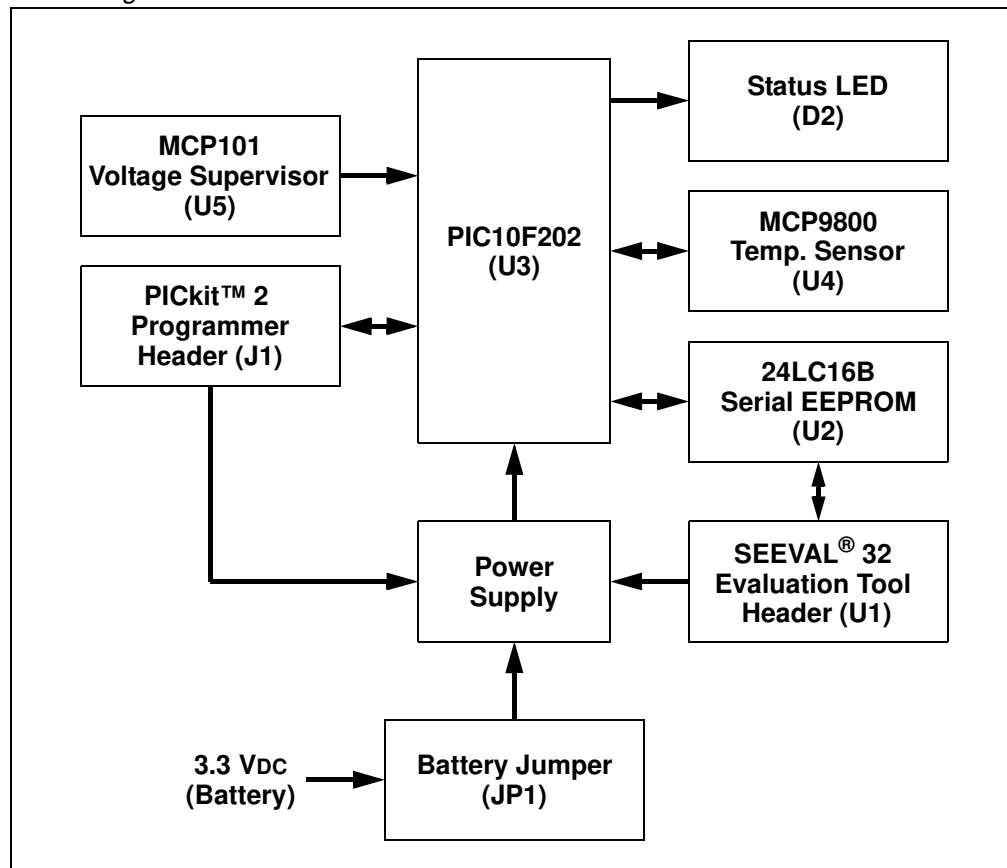 Status LED
(D2)
MCP101
Voltage Supervisor
(U5)
PIC10F202
(U3)
MCP9800
Temp. Sensor
(U4)
PICkit™ 2
Programmer
Header (J1)
24LC16B
Serial EEPROM
(U2)
Power
Supply
SEEVAL® 32
Evaluation Tool
Header (U1)
3.3 VDC
(Battery)
Battery Jumper
(JP1)